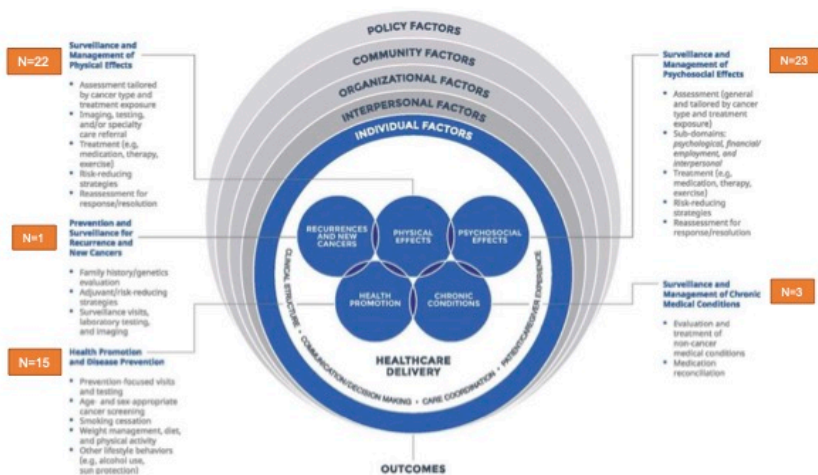 POLICY FACTORS
COMMUNITY FACTORS
ORGANIZATIONAL FACTORS
INTERPERSONAL FACTORS
INDIVIDUAL FACTORS
N=22
Surveillance and
Management of
Physical Effects
Assessment tailored
by cancer type and
treatment exposure
Imaging, testing,
and/or specialty
care referral
Treatment (e.g,
medication, therapy,
exercise)
Risk-reducing
strategies
Reassessment for
response/resolution
N=1
Prevention and
Surveillance for
Recurrence and
New Cancers
Family history/genetics
evaluation
Adjuvant/risk-reducing
strategies
Surveillance visits,
laboratory testing,
and imaging
N=15
Health Promotion
and Disease Prevention
Prevention focused visits
and testing
Age- and sex appropriate
cancer screening
Smoking cessation
Weight management, diet,
and physical activity
Other lifestyle behaviors
(e.g, alcohol use,
sun protection)
RECURRENCES
AND NEW
CANCERS
PHYSICAL
EFFECTS
PSYCHOSOCIAL
EFFECTS
HEALTH
PROMOTION
CHRONIC
CONDITIONS
HEALTHCARE
DELIVERY
CLINICAL STRUCTURE • COMMUNICATION/DECISION MAKING • CARE COORDINATION • PATIENT/CAREGIVER EXPERIENCE
OUTCOMES
Surveillance and
Management of
Psychosocial Effects
N=23
Assessment (general
and tailored by cancer
type and treatment
exposure)
Sub-domains:
psychological, financial/
employment, and
interpersonal
Treatment (e.g,
medication, therapy,
exercise)
Risk-reducing
strategies
Reassessment for
response/resolution
Surveillance and
Management of Chronic
Medical Conditions
N=3
Evaluation and
treatment of
non-cancer
medical conditions
Medication
reconciliation